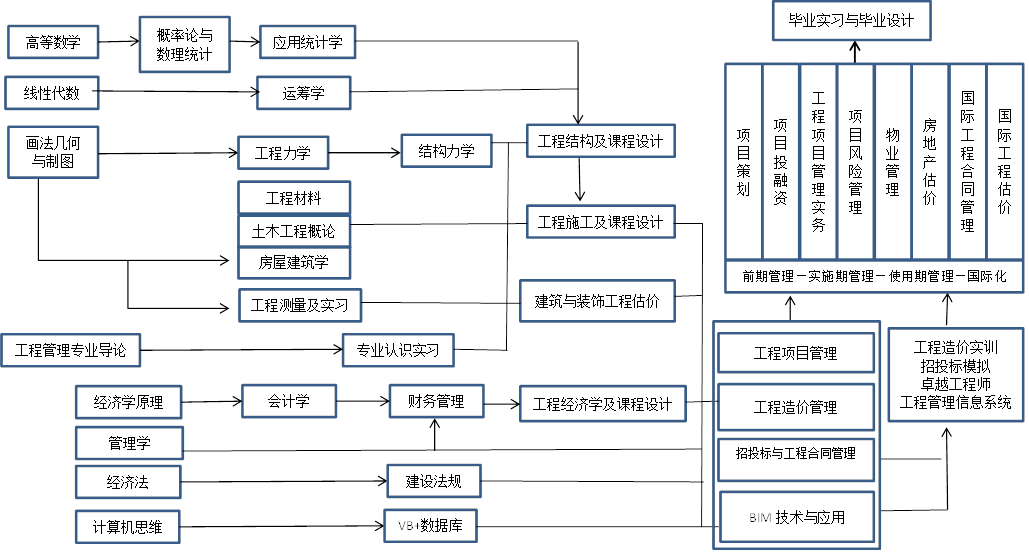 毕业实习与毕业设计
高等数学
概率论与
数理统计
应用统计学
线性代数
运筹学
画法几何
与制图
工程力学
结构力学
工程结构及课程设计
工程材料
土木工程概论
房屋建筑学
工程施工及课程设计
工程测量及实习
建筑与装饰工程估价
工程管理专业导论
专业认识实习
经济学原理
会计学
财务管理
工程经济学及课程设计
管理学
经济法
建设法规
计算机思维
VB+数据库
项目策划
项目投融资
工程项目管理实务
项目风险管理
物业管理
房地产估价
国际工程合同管理
国际工程估价
前期管理－实施期管理－使用期管理－国际化
工程项目管理
工程造价管理
招投标与工程合同管理
BIM 技术与应用
工程造价实训
招投标模拟
卓越工程师
工程管理信息系统